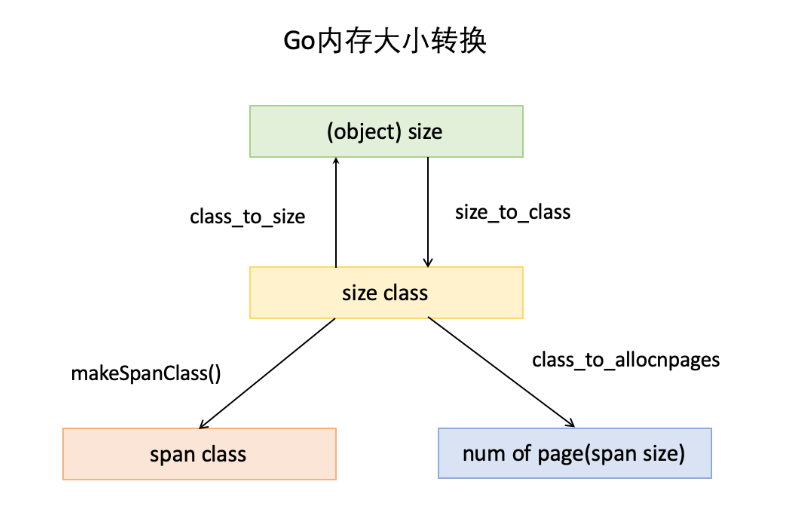 Go内存大小转换
(object) size
class_to_size
size_to_class
size class
makeSpanClass()
class_to_allocnpages
span class
num of page(span size)